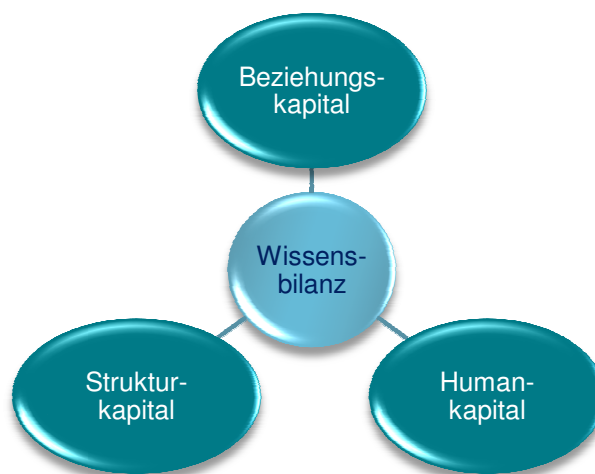 Beziehungs-
kapital
Wissens-
bilanz
Struktur-
kapital
Human-
kapital